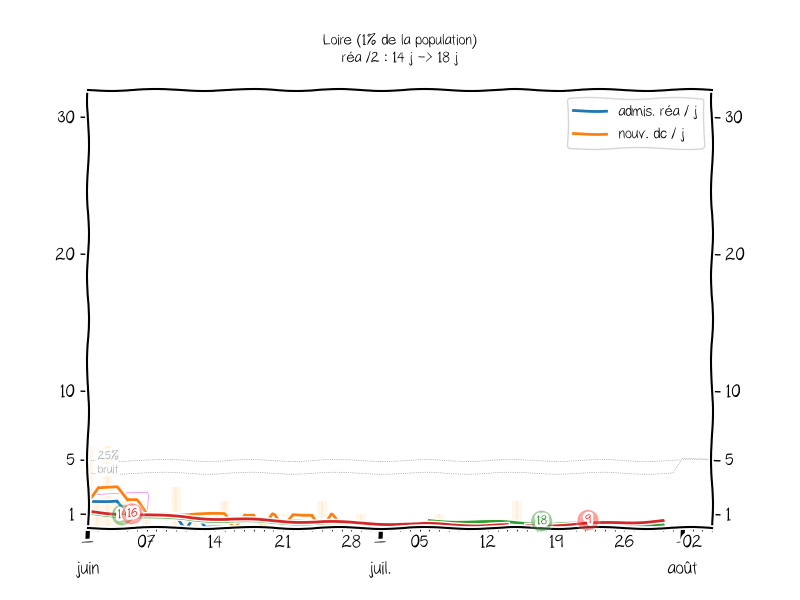 Loire (1% de la population)
réa /2 : 14 j -> 18 j
30 30
admis. réa / j
nouv. dc / j
20 20
10 10
25%
5 5
bruit
14 16 18 9
1 1
07 14 21 28 05 12 19 26 02
juin juil. août